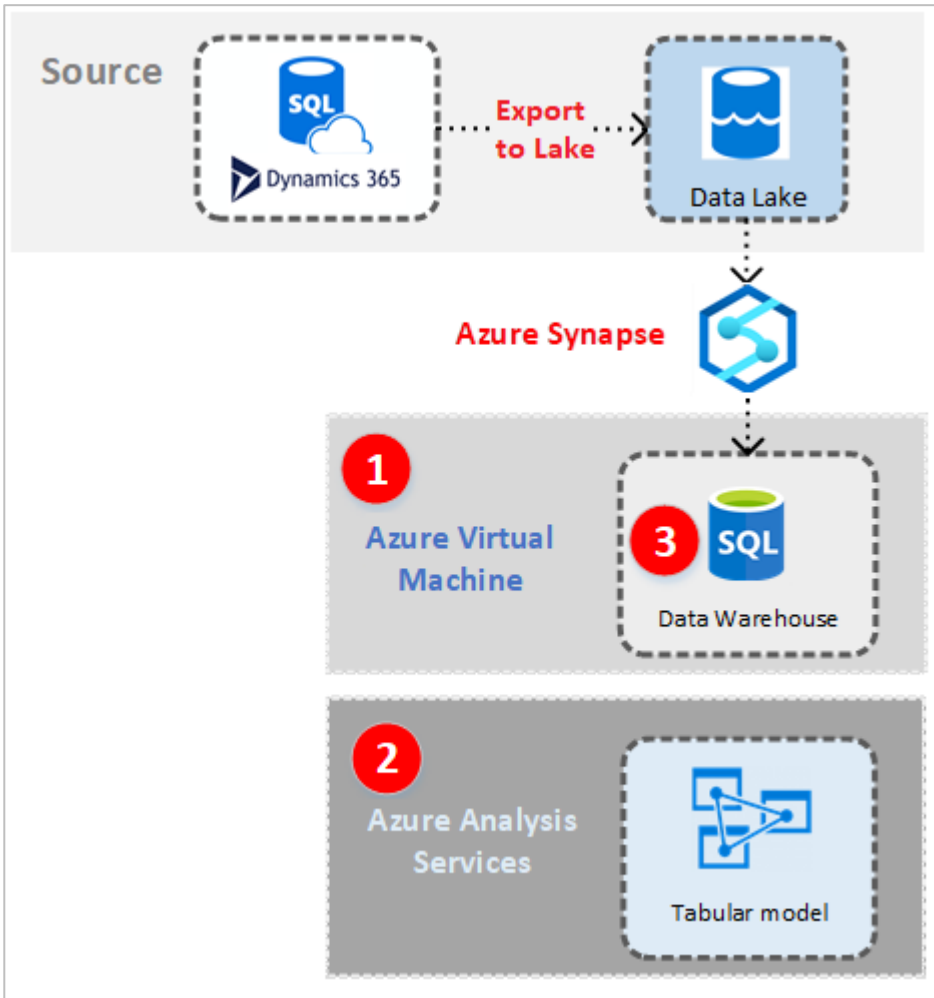 Source
SQL
Dynamics 365
Export
to Lake
Data Lake
Azure Synapse
1
Azure Virtual
Machine
3
SQL
Data Warehouse
2
Azure Analysis
Services
Tabular model